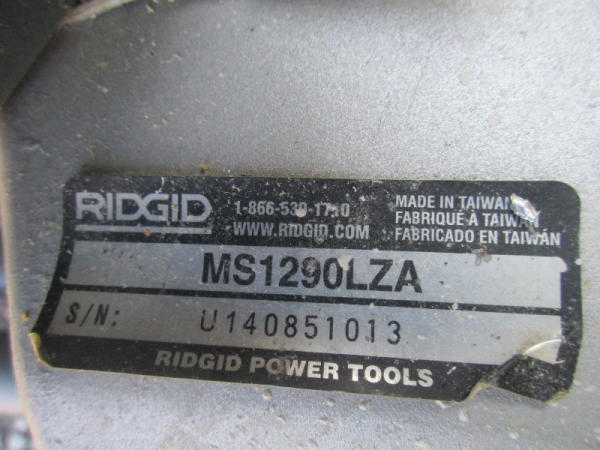 RIDGID
1-866-539-1710
WWW.RIDGID.COM
MADE IN TAIWAN
FABRIQUÉ À TAIWAN
FABRICADO EN TAIWÁN
MS1290LZA
S/N: U140851013
RIDGID POWER TOOLS